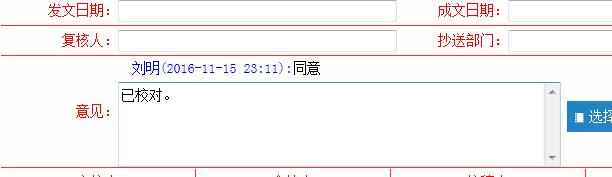 发文日期： 成文日期：
复核人： 抄送部门：
刘明(2016-11-15 23:11):同意
意见： 已校对。 选择